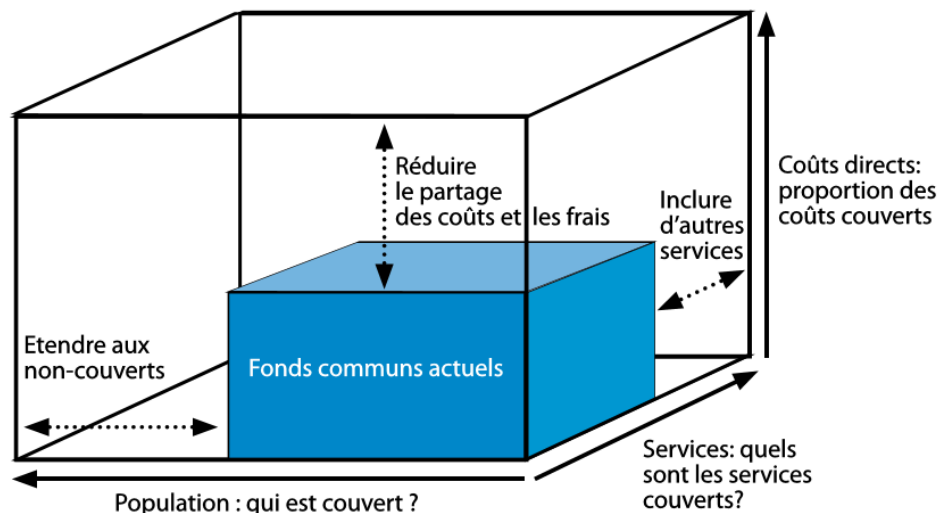 Réduire
le partage
des coûts et les frais
Inclure
d'autres
services
Coûts directs:
proportion des
coûts couverts
Etendre aux
non-couverts
Fonds communs actuels
Services: quels
sont les services
couverts?
Population : qui est couvert ?